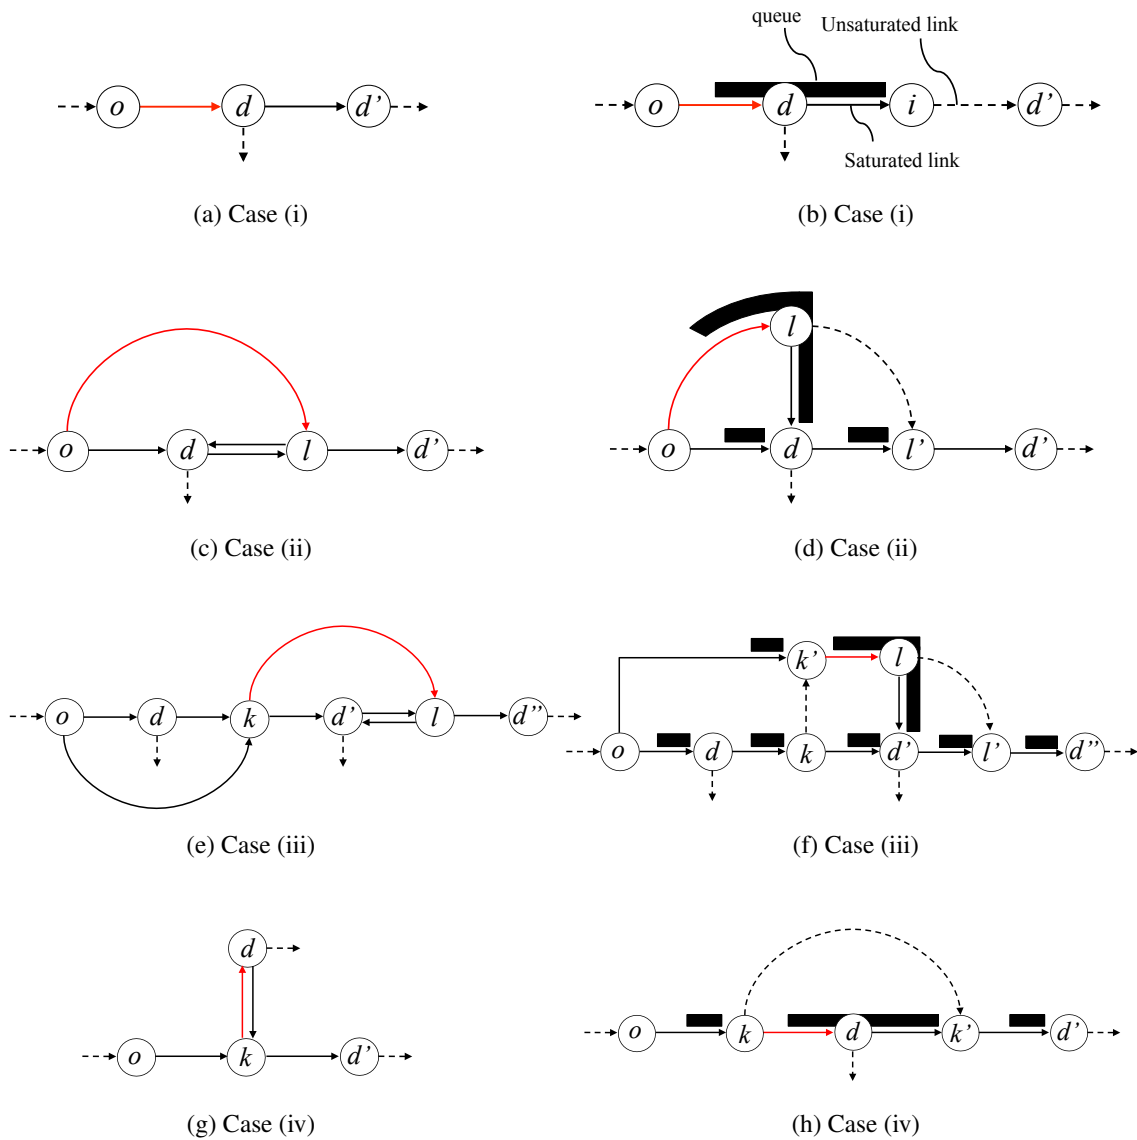 queue
Unsaturated link
o d d'
o d i d'
Saturated link
(a) Case (i)
(b) Case (i)
l
o d l d'
o d l' d'
(c) Case (ii)
(d) Case (ii)
k' l
o d k d' l d''
o d k d' l' d''
(e) Case (iii)
(f) Case (iii)
d
o k d k' d'
o k d'
(g) Case (iv)
(h) Case (iv)